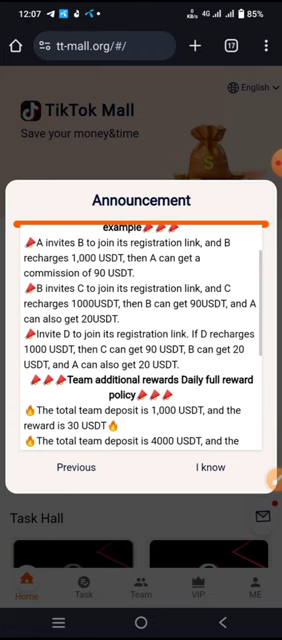 12:07
0
KB/s 4G 85%
tt-mall.org/#/
17
English
TikTok Mall
Save your money&time
Announcement
example📣📣📣
📣A invites B to join its registration link, and B
recharges 1,000 USDT, then A can get a
commission of 90 USDT.
📣B invites C to join its registration link, and C
recharges 1000USDT, then B can get 90USDT, and A
can also get 20USDT.
📣Invite D to join its registration link. If D recharges
1000 USDT, then C can get 90 USDT, B can get 20
USDT, and A can also get 20 USDT.
📣📣📣Team additional rewards Daily full reward
policy📣📣📣
🔥The total team deposit is 1,000 USDT, and the
reward is 30 USDT🔥
🔥The total team deposit is 4000 USDT, and the
Previous I know
Task Hall
Home Task Team VIP ME